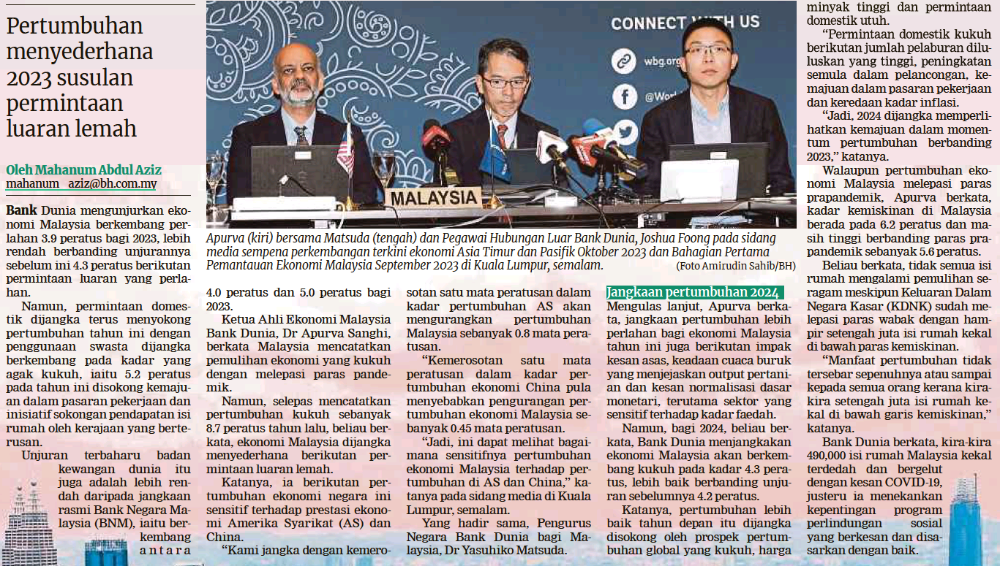 Pertumbuhan
menyederhana
2023 susulan
permintaan
luaran lemah
Oleh Mahanum Abdul Aziz
mahanum_aziz@bh.com.my
Bank Dunia mengunjurkan eko-
nomi Malaysia berkembang per-
lahan 3.9 peratus bagi 2023, lebih
rendah berbanding unjurannya
sebelum ini 4.3 peratus berikutan
permintaan luaran yang perla-
han.
Namun, permintaan domes-
tik dijangka terus menyokong
pertumbuhan tahun ini dengan
penggunaan swasta dijangka
berkembang pada kadar yang
agak kukuh, iaitu 5.2 peratus
pada tahun ini disokong kemaju-
an dalam pasaran pekerjaan dan
inisiatif sokongan pendapatan isi
rumah oleh kerajaan yang berte-
rusan.
Unjuran terbaharu badan
kewangan dunia itu
juga adalah lebih ren-
dah daripada jangkaan
rasmi Bank Negara Ma-
laysia (BNM), iaitu ber-
kembang
antara
CONNECT WITH US
wbg.org
@Worl
MALAYSIA
Apurva (kiri) bersama Matsuda (tengah) dan Pegawai Hubungan Luar Bank Dunia, Joshua Foong pada sidang
media sempena perkembangan terkini ekonomi Asia Timur dan Pasifik Oktober 2023 dan Bahagian Pertama
Pemantauan Ekonomi Malaysia September 2023 di Kuala Lumpur, semalam.
(Foto Amirudin Sahib/BH)
4.0 peratus dan 5.0 peratus bagi
2023.
Ketua Ahli Ekonomi Malaysia
Bank Dunia, Dr Apurva Sanghi,
berkata Malaysia mencatatkan
pemulihan ekonomi yang kukuh
dengan melepasi paras pande-
mik.
Namun, selepas mencatatkan
pertumbuhan kukuh sebanyak
8.7 peratus tahun lalu, beliau ber-
kata, ekonomi Malaysia dijangka
menyederhana berikutan per-
mintaan luaran lemah.
Katanya, ia berikutan per-
tumbuhan ekonomi negara ini
sensitif terhadap prestasi ekono-
mi Amerika Syarikat (AS) dan
China.
“Kami jangka dengan kemero-
sotan satu mata peratusan dalam
kadar pertumbuhan AS akan
mengurangkan pertumbuhan
Malaysia sebanyak 0.8 mata pera-
tusan.
“Kemerosotan satu mata
peratusan dalam kadar per-
tumbuhan ekonomi China pula
menyebabkan pengurangan per-
tumbuhan ekonomi Malaysia se-
banyak 0.45 mata peratusan.
“Jadi, ini dapat melihat bagai-
mana sensitifnya pertumbuhan
ekonomi Malaysia terhadap per-
tumbuhan di AS dan China,” ka-
tanya pada sidang media di Kuala
Lumpur, semalam.
Yang hadir sama, Pengurus
Negara Bank Dunia bagi Ma-
laysia, Dr Yasuhiko Matsuda.
Jangkaan pertumbuhan 2024
Mengulas lanjut, Apurva berka-
ta, jangkaan pertumbuhan lebih
perlahan bagi ekonomi Malaysia
tahun ini juga berikutan impak
kesan asas, keadaan cuaca buruk
yang menjejaskan output pertani-
an dan kesan normalisasi dasar
monetari, terutama sektor yang
sensitif terhadap kadar faedah.
Namun, bagi 2024, beliau ber-
kata, Bank Dunia menjangkakan
ekonomi Malaysia akan berkem-
bang kukuh pada kadar 4.3 pera-
tus, lebih baik berbanding unju-
ran sebelumnya 4.2 peratus.
Katanya, pertumbuhan lebih
baik tahun depan itu dijangka
disokong oleh prospek pertum-
buhan global yang kukuh, harga
minyak tinggi dan permintaan
domestik utuh.
“Permintaan domestik kukuh
berikutan jumlah pelaburan dilu-
luskan yang tinggi, peningkatan
semula dalam pelancongan, ke-
majuan dalam pasaran pekerjaan
dan keredaan kadar inflasi.
“Jadi, 2024 dijangka memperli-
hatkan kemajuan dalam momen-
tum pertumbuhan berbanding
2023,” katanya.
Walaupun pertumbuhan eko-
nomi Malaysia melepasi paras
prapandemik, Apurva berkata,
kadar kemiskinan di Malaysia
berada pada 6.2 peratus dan ma-
sih tinggi berbanding paras pra-
pandemik sebanyak 5.6 peratus.
Beliau berkata, tidak semua isi
rumah mengalami pemulihan se-
ragam meskipun Keluaran Dalam
Negara Kasar (KDNK) sudah me-
lepasi paras wabak dengan ham-
pir setengah juta isi rumah kekal
di bawah paras kemiskinan.
“Manfaat pertumbuhan tidak
tersebar sepenuhnya atau sampai
kepada semua orang kerana kira-
kira setengah juta isi rumah ke-
kal di bawah garis kemiskinan,”
katanya.
Bank Dunia berkata, kira-kira
490,000 isi rumah Malaysia kekal
terdedah dan bergelut
dengan kesan COVID-19,
justeru ia menekankan
kepentingan program
perlindungan sosial
yang berkesan dan disa-
sarkan dengan baik.